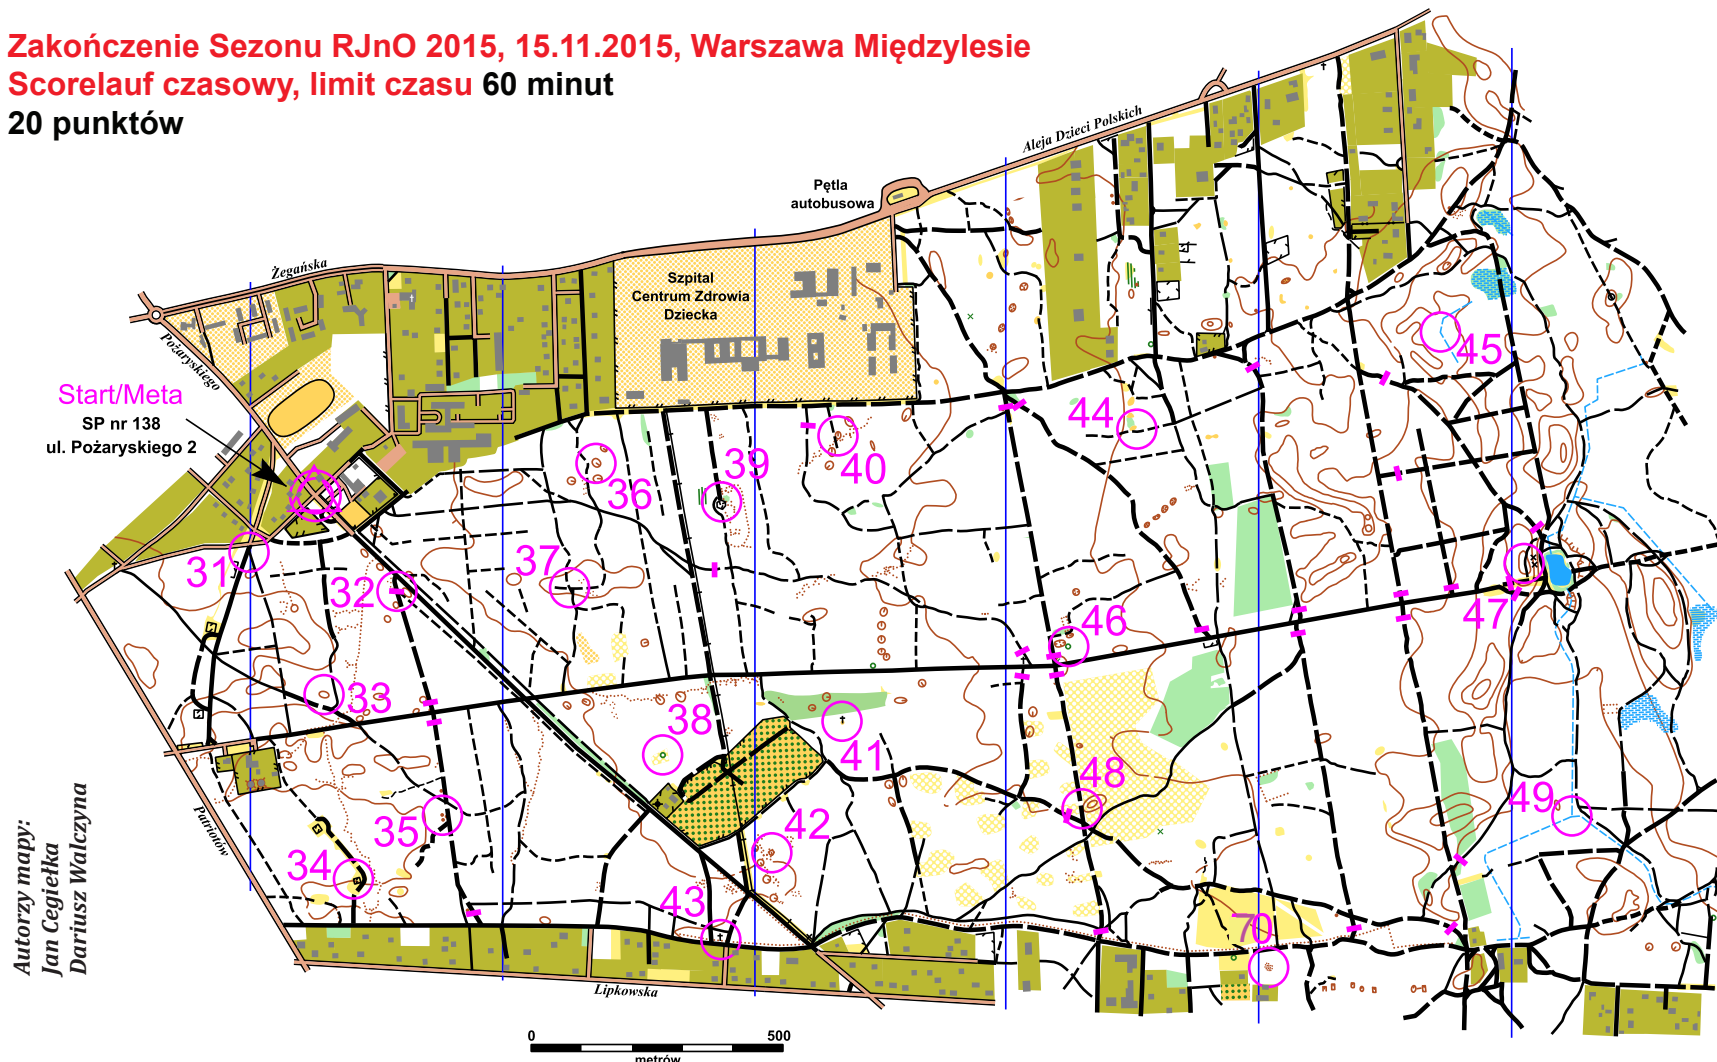 Zakończenie Sezonu RJnO 2015, 15.11.2015, Warszawa Międzylesie
Scorelauf czasowy, limit czasu 60 minut
20 punktów
Aleja Dzieci Polskich
Pętla
autobusowa
Żegańska
Szpital
Centrum Zdrowia
Dziecka
Pożaryskiego
Start/Meta
SP nr 138
ul. Pożaryskiego 2
45
44
39
40
36
31
32
37
46
47
33
38
41
48
49
35
42
34
43
70
Patriotów
Autorzy mapy:
Jan Cegiełka
Dariusz Walczyna
Lipkowska
0 500
metrów